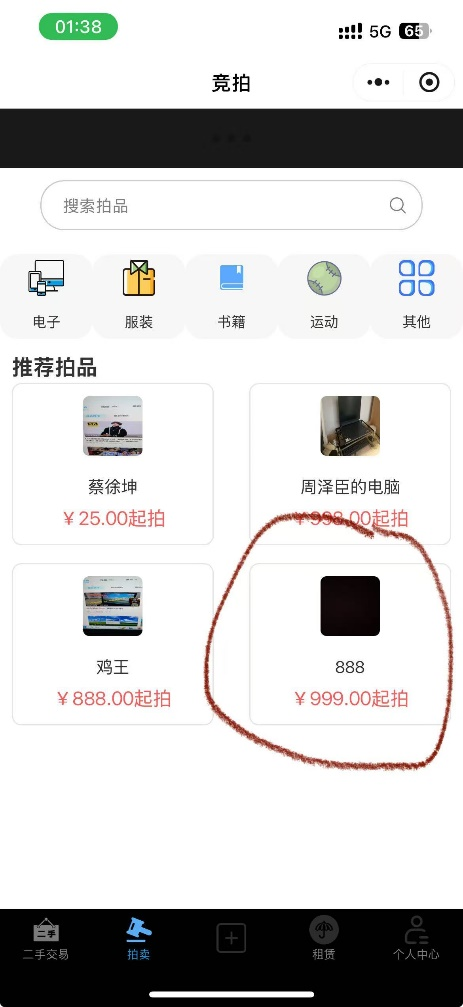 01:38
5G 65
竞拍
搜索拍品
电子 服装 书籍 运动 其他
推荐拍品
蔡徐坤
￥25.00起拍
周泽臣的电脑
￥998.00起拍
鸡王
￥888.00起拍
888
￥999.00起拍
二手
二手交易 拍卖 租赁 个人中心